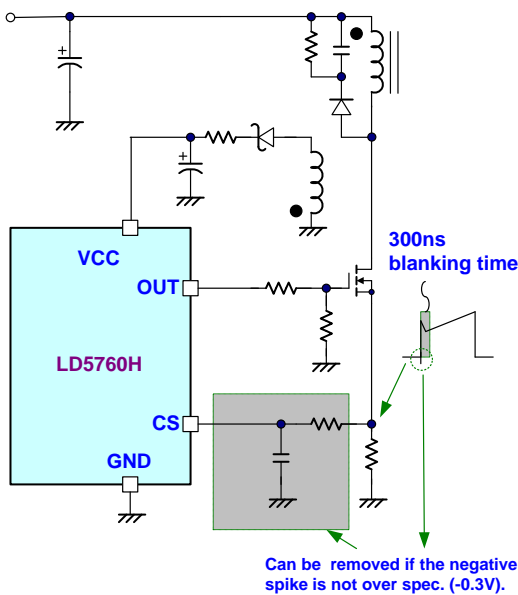 VCC
300ns
blanking time
OUT
LD5760H
CS
GND
+
+
Can be removed if the negative
spike is not over spec. (-0.3V).